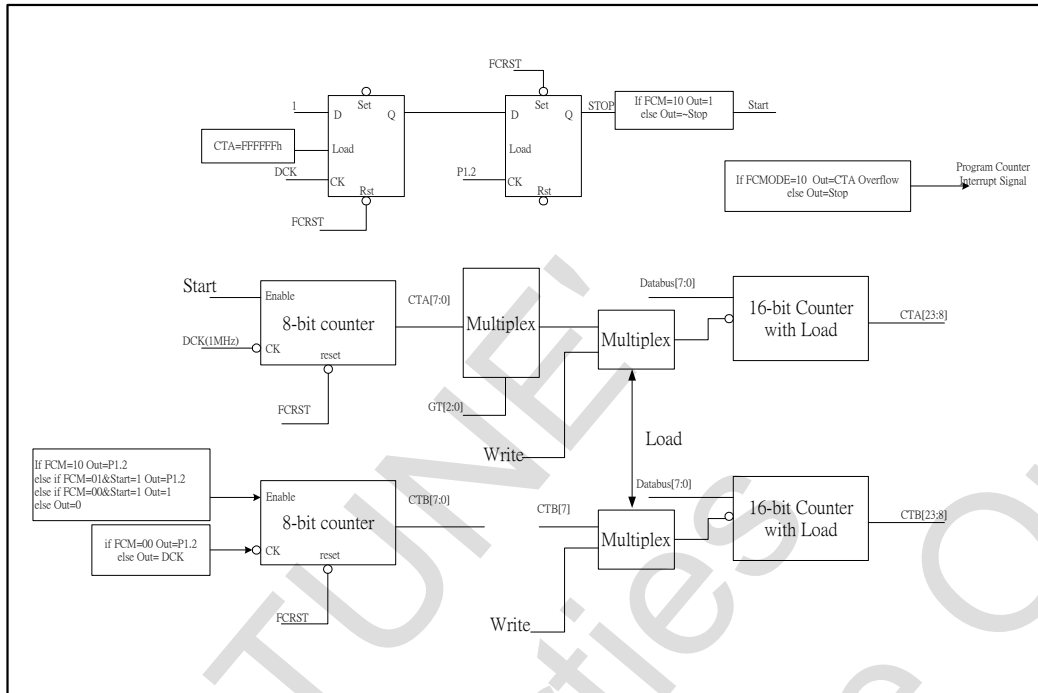 FCRST
1
D
Set
Q
CTA=FFFFFFh
Load
DCK
CK
Rst
FCRST
D
Set
Q
Load
P1.2
CK
Rst
STOP
If FCM=10 Out=1
else Out=~Stop
Start
If FCMODE=10 Out=CTA Overflow
else Out=Stop
Program Counter
Interrupt Signal
Start
Enable
8-bit counter
DCK(1MHz)
CK
reset
FCRST
CTA[7:0]
Multiplex
GT[2:0]
Multiplex
Write
Databus[7:0]
16-bit Counter
with Load
CTA[23:8]
Load
If FCM=10 Out=P1.2
else if FCM=01&Start=1 Out=P1.2
else if FCM=00&Start=1 Out=1
else Out=0
if FCM=00 Out=P1.2
else Out= DCK
Enable
8-bit counter
CK
reset
FCRST
CTB[7:0]
CTB[7]
Multiplex
Write
Databus[7:0]
16-bit Counter
with Load
CTB[23:8]
TUNE'